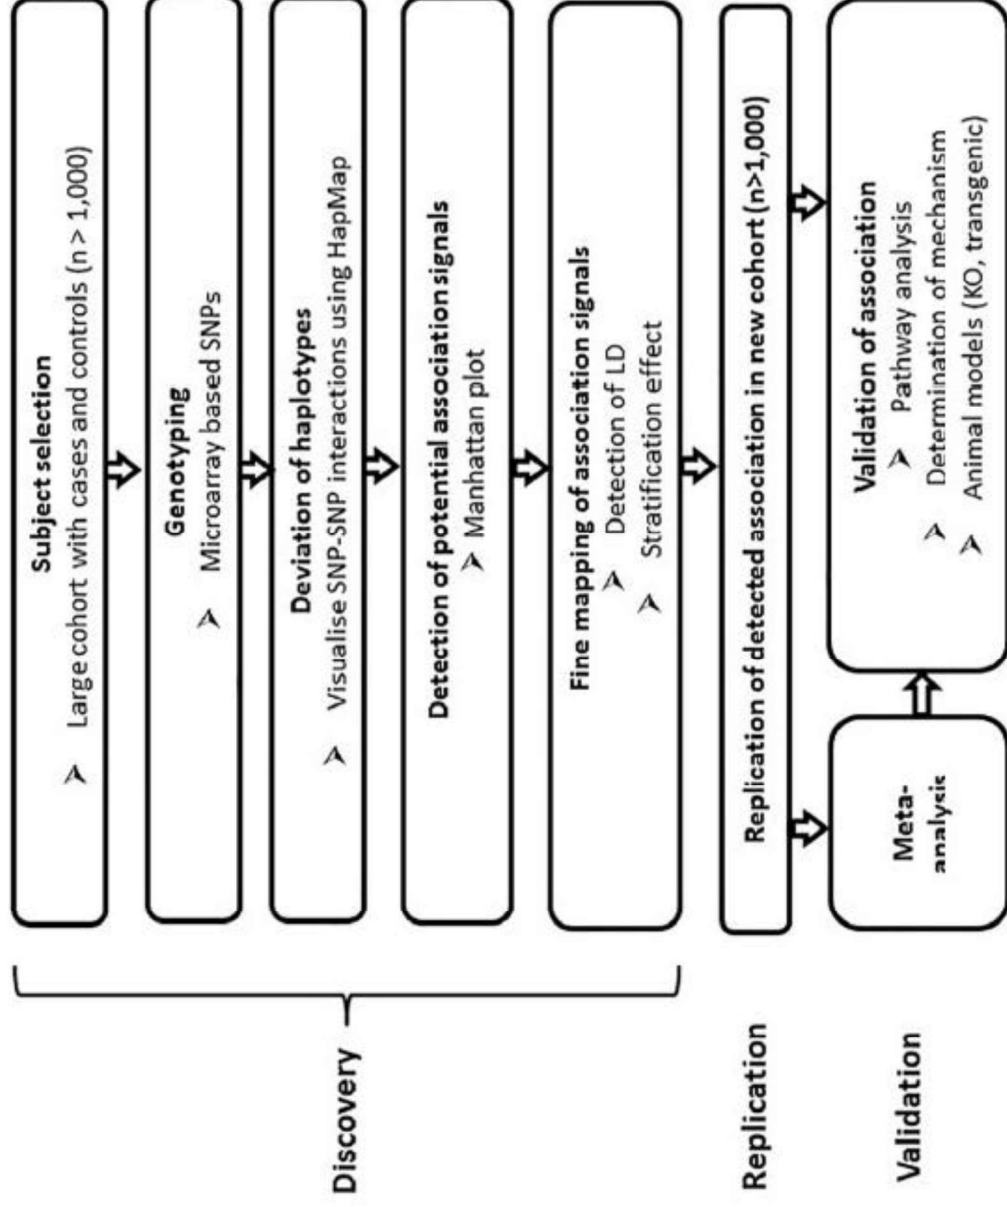 Discovery
Subject selection
➤ Large cohort with cases and controls (n > 1,000)
Genotyping
➤ Microarray based SNPs
Deviation of haplotypes
➤ Visualise SNP-SNP interactions using HapMap
Detection of potential association signals
➤ Manhattan plot
Fine mapping of association signals
➤ Detection of LD
➤ Stratification effect
Replication
Replication of detected association in new cohort (n>1,000)
Validation
Meta-
analysis
Validation of association
➤ Pathway analysis
➤ Determination of mechanism
➤ Animal models (KO, transgenic)